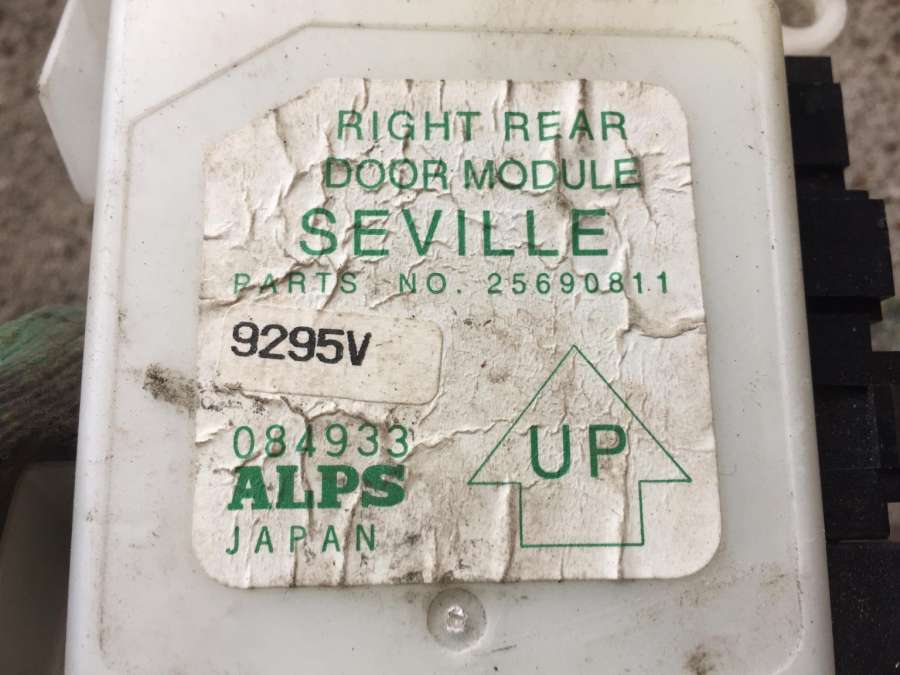 RIGHT REAR
DOOR MODULE
SEVILLE
PARTS NO. 25690811
9295V
084933
ALPS
JAPAN
UP